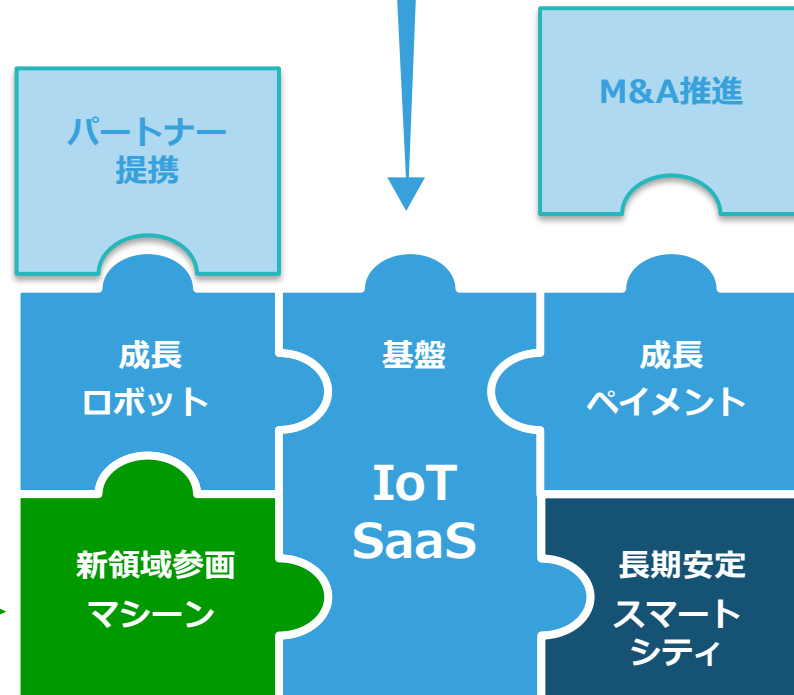 パートナー
提携
M&A推進
成長
ロボット
基盤
IoT
SaaS
成長
ペイメント
新領域参画
マシーン
長期安定
スマート
シティ